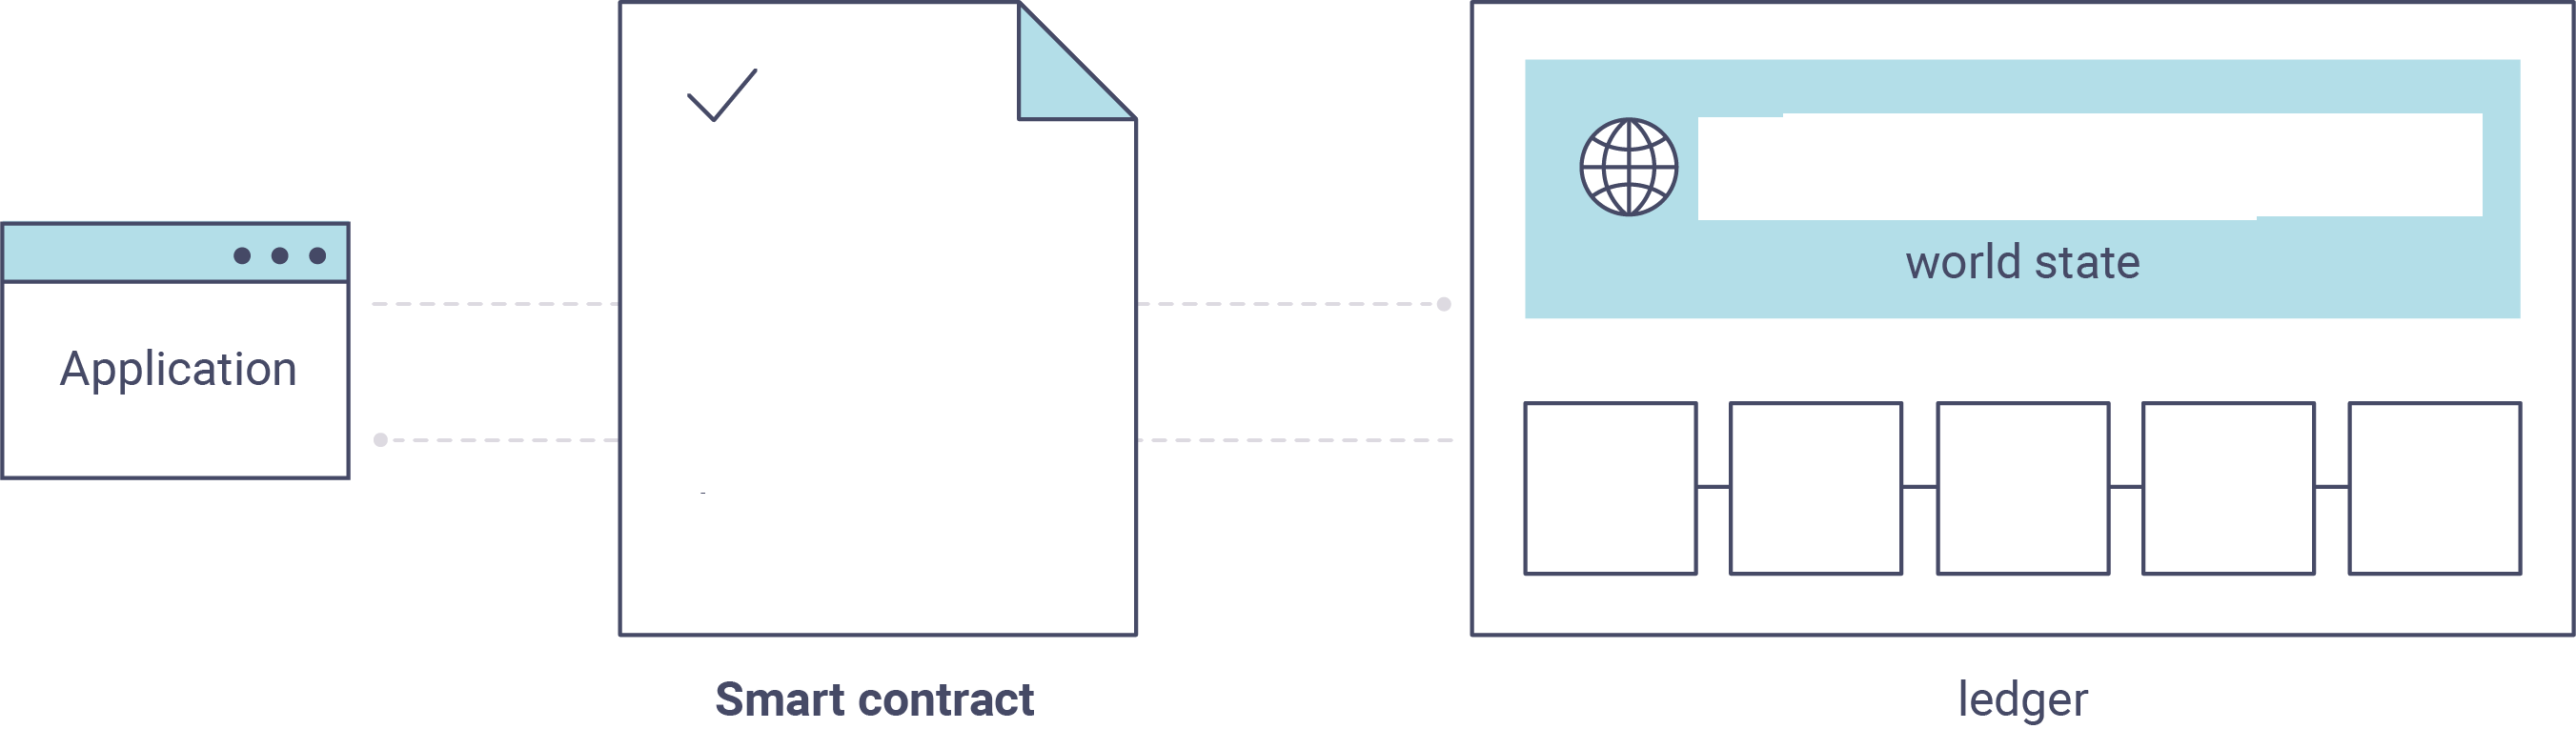 Application
Smart contract
world state
ledger